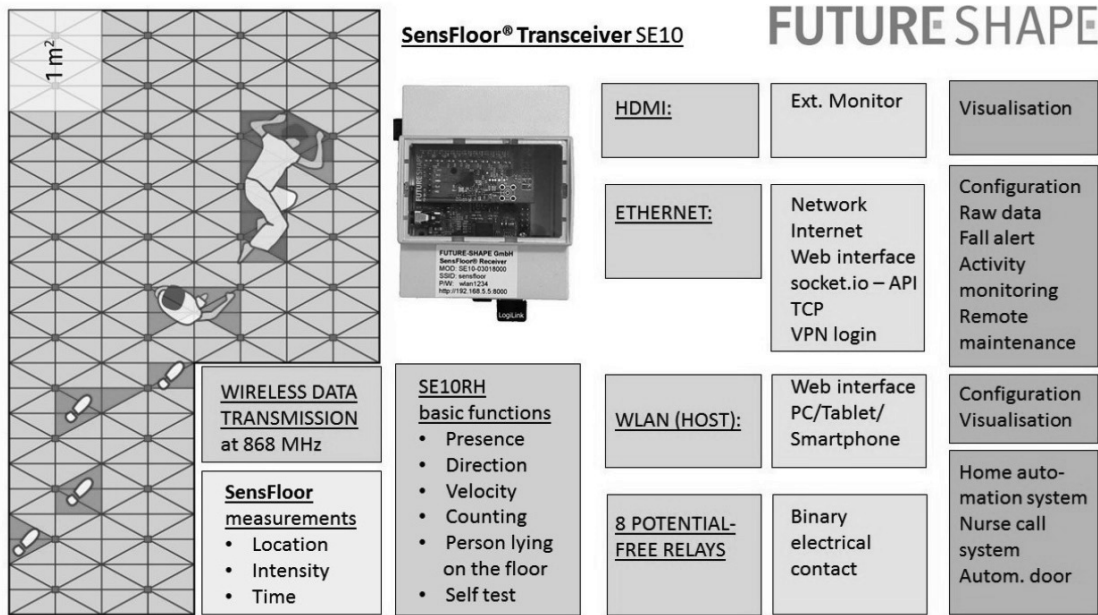 1 m²
SensFloor® Transceiver SE10
FUTURE SHAPE
FUTURE-SHAPE GmbH
SensFloor® Receiver
MOD: SE10-03018000
SSID: sensfloor
P/W: wlan1234
http://192.168.5.5:8000
LogiLink
HDMI:
Ext. Monitor
Visualisation
ETHERNET:
Network
Internet
Web interface
socket.io – API
TCP
VPN login
Configuration
Raw data
Fall alert
Activity
monitoring
Remote
maintenance
WIRELESS DATA
TRANSMISSION
at 868 MHz
SensFloor
measurements
• Location
• Intensity
• Time
SE10RH
basic functions
• Presence
• Direction
• Velocity
• Counting
• Person lying
on the floor
• Self test
WLAN (HOST):
Web interface
PC/Tablet/
Smartphone
Configuration
Visualisation
8 POTENTIAL-
FREE RELAYS
Binary
electrical
contact
Home auto-
mation system
Nurse call
system
Autom. door